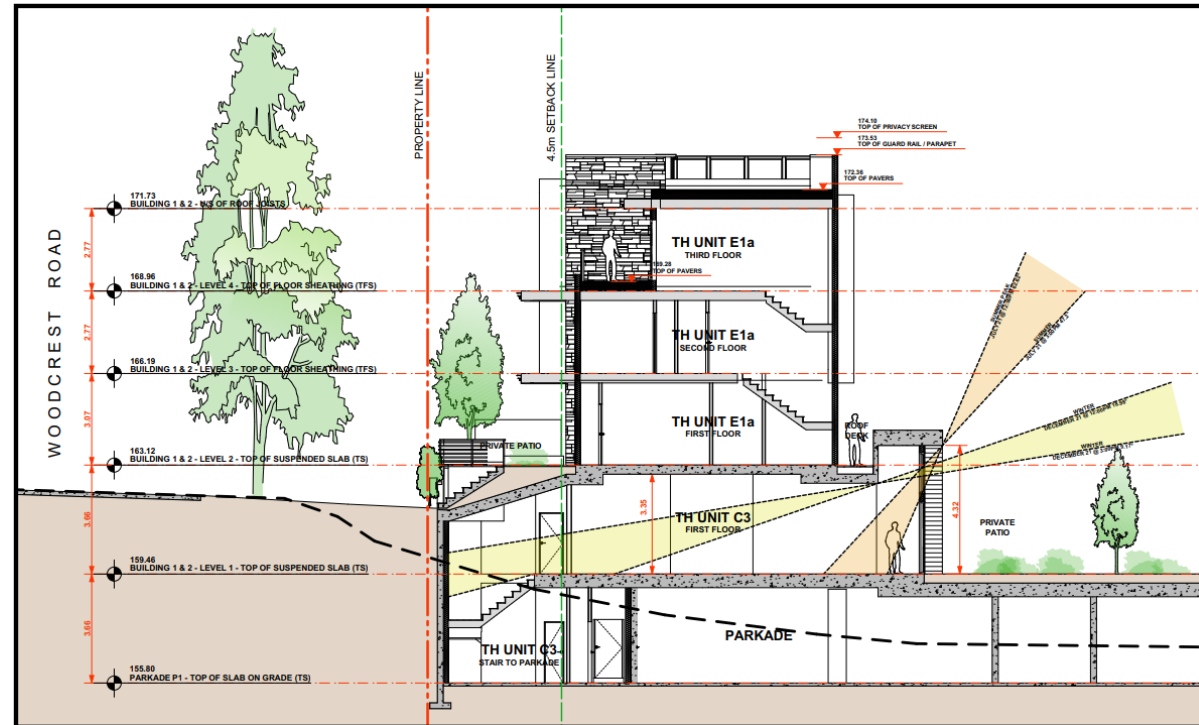 WOODCREST ROAD
PROPERTY LINE
4.5m SETBACK LINE
174.10
TOP OF PRIVACY SCREEN
173.53
TOP OF GUARD RAIL / PARAPET
172.36
TOP OF PAVERS
171.73
BUILDING 1 & 2 - U/S OF ROOF JOISTS
2.77
TH UNIT E1a
THIRD FLOOR
169.28
TOP OF PAVERS
168.96
BUILDING 1 & 2 - LEVEL 4 - TOP OF FLOOR SHEATHING (TFS)
2.77
TH UNIT E1a
SECOND FLOOR
166.19
BUILDING 1 & 2 - LEVEL 3 - TOP OF FLOOR SHEATHING (TFS)
3.07
TH UNIT E1a
FIRST FLOOR
ROOF
DECK
WINTER
WINTER
PRIVATE PATIO
163.12
BUILDING 1 & 2 - LEVEL 2 - TOP OF SUSPENDED SLAB (TS)
3.66
3.35
TH UNIT C3
FIRST FLOOR
4.32
PRIVATE
PATIO
159.46
BUILDING 1 & 2 - LEVEL 1 - TOP OF SUSPENDED SLAB (TS)
3.66
TH UNIT C3
STAIR TO PARKADE
PARKADE
155.80
PARKADE P1 - TOP OF SLAB ON GRADE (TS)